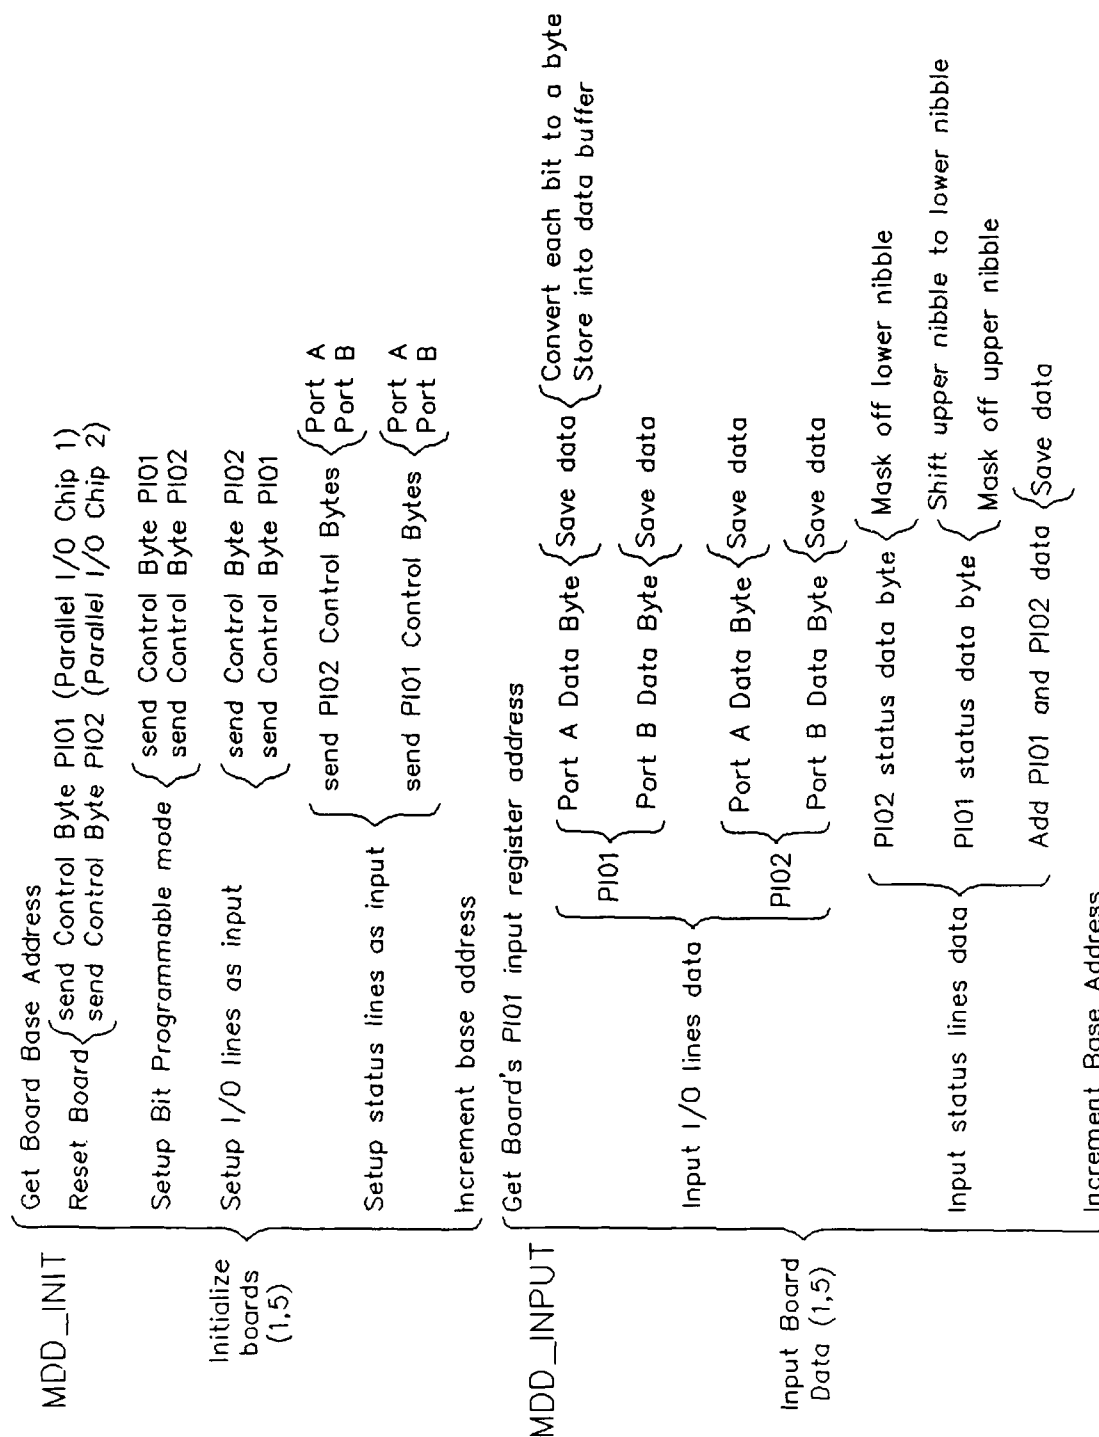 MDD_INIT
Initialize
boards
(1,5)
Get Board Base Address
Reset Board
send Control Byte PIO1 (Parallel I/O Chip 1)
send Control Byte PIO2 (Parallel I/O Chip 2)
Setup Bit Programmable mode
send Control Byte PIO1
send Control Byte PIO2
Setup I/O lines as input
send Control Byte PIO2
send Control Byte PIO1
Setup status lines as input
send PIO2 Control Bytes
Port A
Port B
send PIO1 Control Bytes
Port A
Port B
Increment base address
MDD_INPUT
Input Board
Data (1,5)
Get Board's PIO1 input register address
Input I/O lines data
PIO1
Port A Data Byte
Save data
Convert each bit to a byte
Store into data buffer
Port B Data Byte
Save data
PIO2
Port A Data Byte
Save data
Port B Data Byte
Save data
Input status lines data
PIO2 status data byte
Mask off lower nibble
PIO1 status data byte
Shift upper nibble to lower nibble
Mask off upper nibble
Add PIO1 and PIO2 data
Save data
Increment Base Address